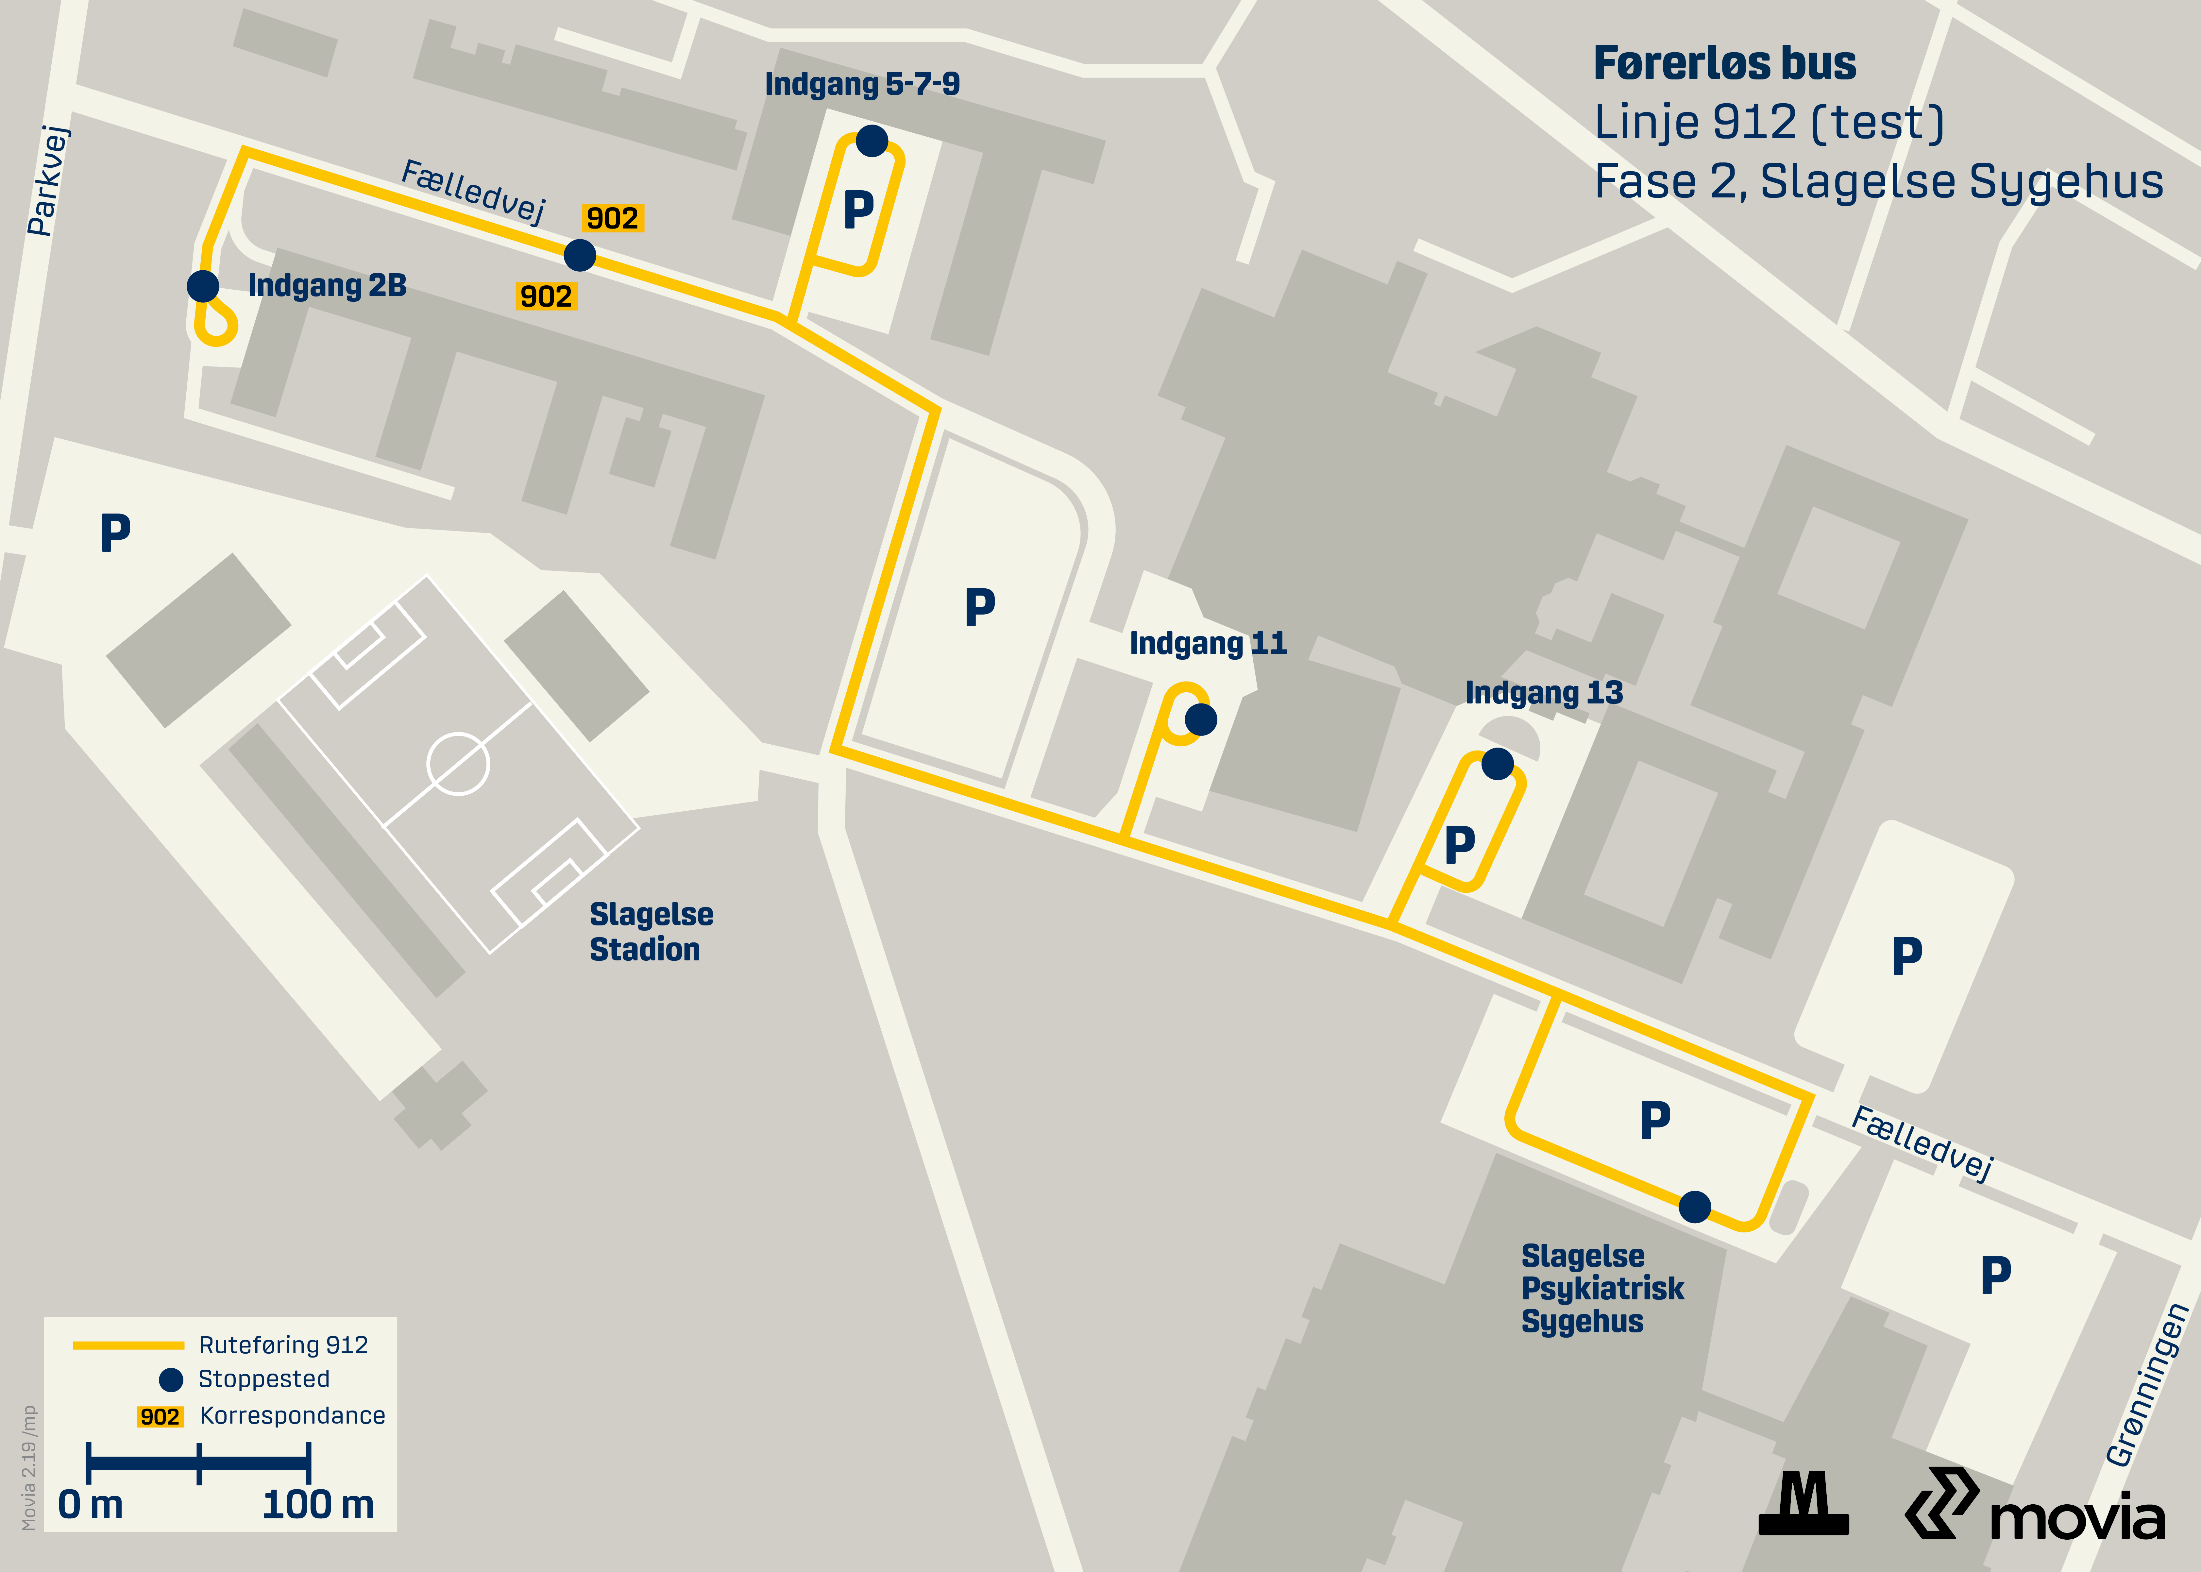 Førerløs bus
Linje 912 (test)
Fase 2, Slagelse Sygehus
Indgang 5-7-9
P
Parkvej
Fælledvej
902
902
Indgang 2B
P
P
Indgang 11
Indgang 13
P
Slagelse
Stadion
P
P
Fælledvej
Slagelse
Psykiatrisk
Sygehus
P
Grønningen
Ruteføring 912
Stoppested
902 Korrespondance
0 m 100 m
Movia 2.19 /mp
M
movia